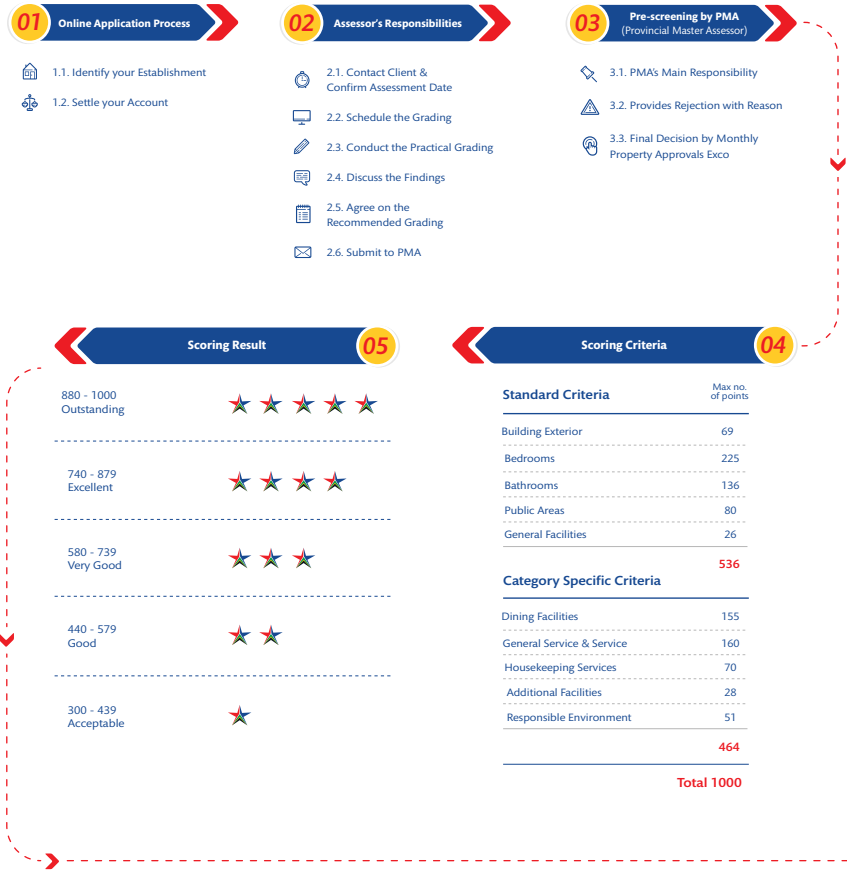 01 Online Application Process
1.1. Identify your Establishment
1.2. Settle your Account
02 Assessor's Responsibilities
2.1. Contact Client &
Confirm Assessment Date
2.2. Schedule the Grading
2.3. Conduct the Practical Grading
2.4. Discuss the Findings
2.5. Agree on the
Recommended Grading
2.6. Submit to PMA
03 Pre-screening by PMA
(Provincial Master Assessor)
3.1. PMA's Main Responsibility
3.2. Provides Rejection with Reason
3.3. Final Decision by Monthly
Property Approvals Exco
Scoring Criteria 04
Standard Criteria
Max no.
of points
Building Exterior 69
Bedrooms 225
Bathrooms 136
Public Areas 80
General Facilities 26
536
Category Specific Criteria
Dining Facilities 155
General Service & Service 160
Housekeeping Services 70
Additional Facilities 28
Responsible Environment 51
464
Total 1000
Scoring Result 05
880 - 1000
Outstanding
740 - 879
Excellent
580 - 739
Very Good
440 - 579
Good
300 - 439
Acceptable